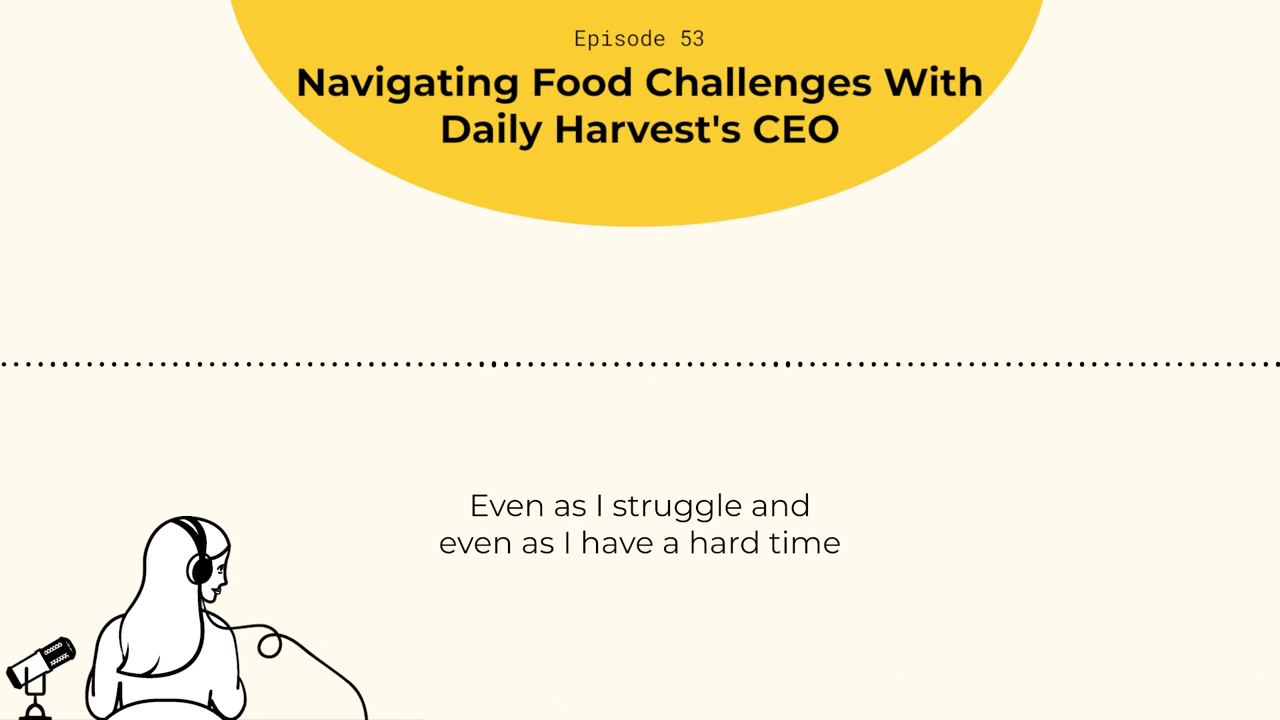 Episode 53
Navigating Food Challenges With
Daily Harvest's CEO
Even as I struggle and
even as I have a hard time